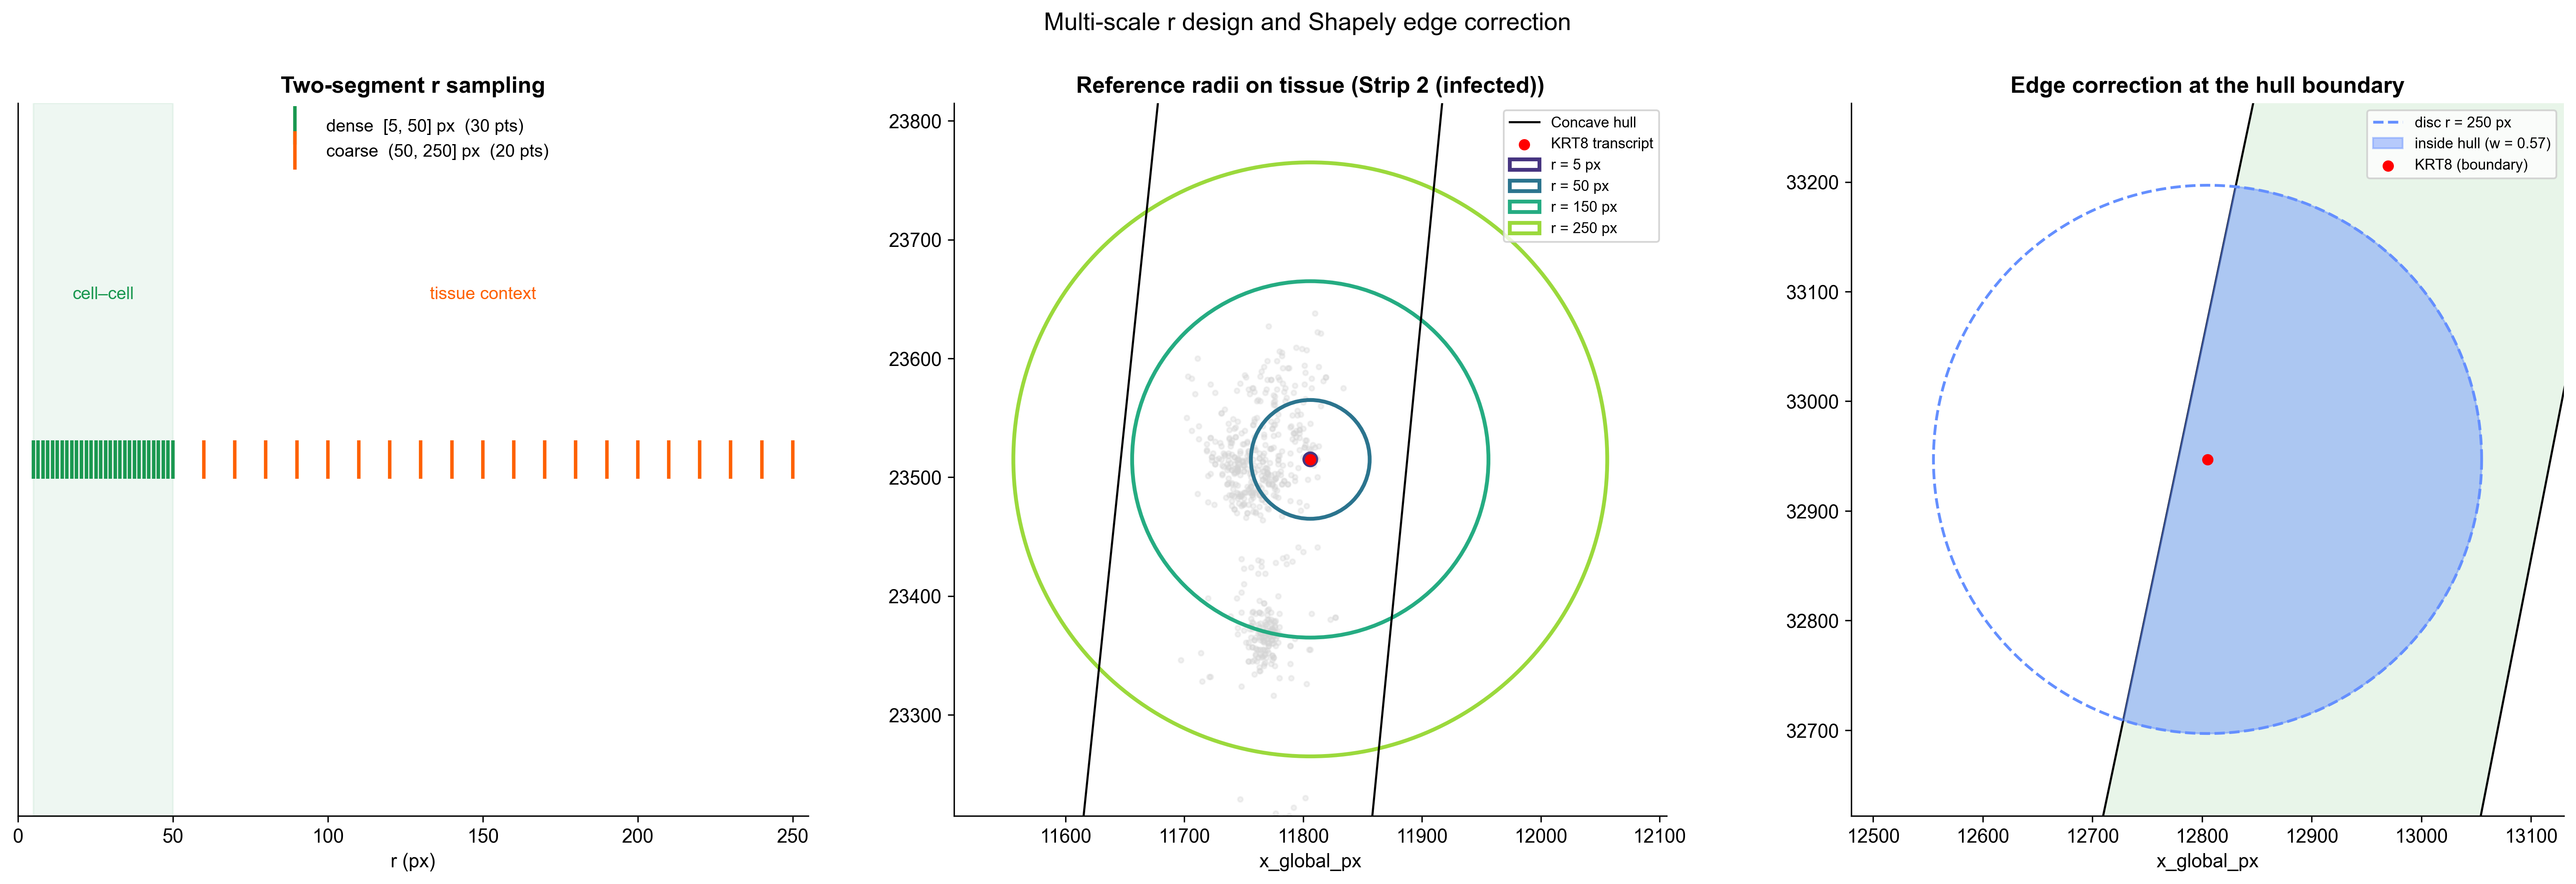 Multi-scale r design and Shapely edge correction
Two-segment r sampling
dense [5, 50] px (30 pts)
coarse (50, 250] px (20 pts)
cell–cell
tissue context
0
50
100
150
200
250
r (px)
Reference radii on tissue (Strip 2 (infected))
Concave hull
KRT8 transcript
r = 5 px
r = 50 px
r = 150 px
r = 250 px
23800
23700
23600
23500
23400
23300
11600
11700
11800
11900
12000
12100
x_global_px
Edge correction at the hull boundary
disc r = 250 px
inside hull (w = 0.57)
KRT8 (boundary)
33200
33100
33000
32900
32800
32700
12500
12600
12700
12800
12900
13000
13100
x_global_px